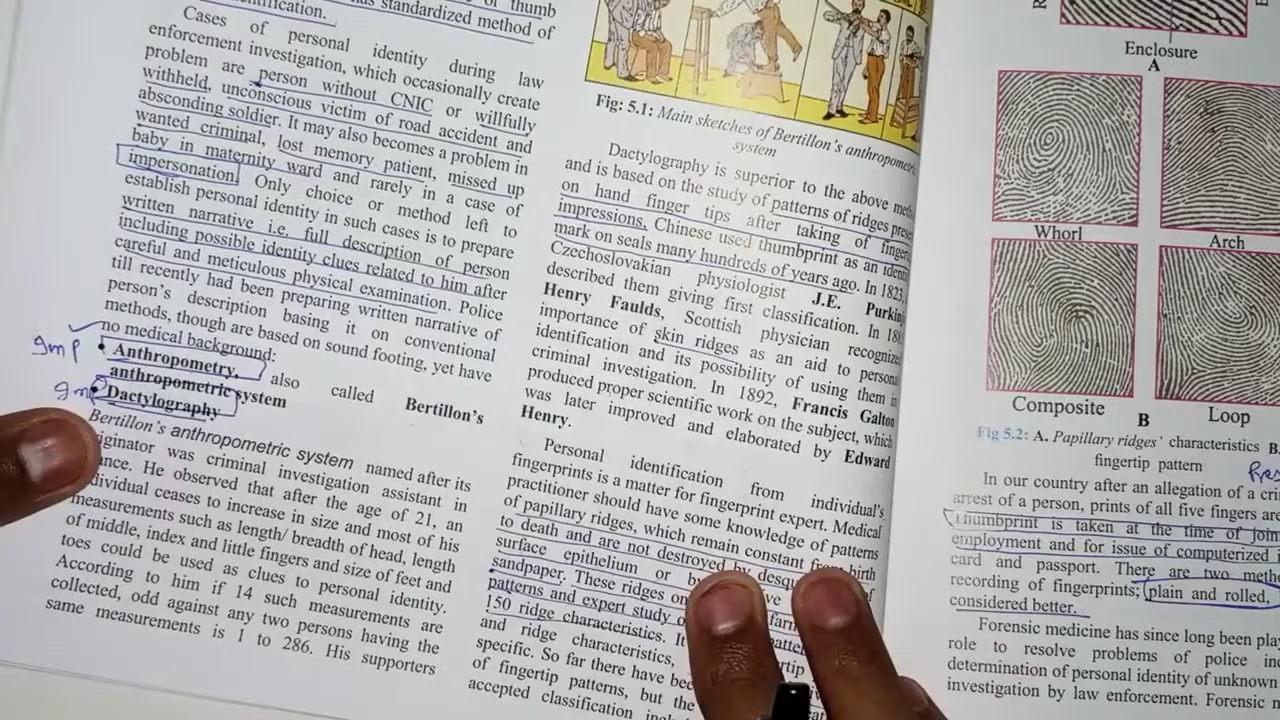 of thumb
identification.
has standardized method of
Cases of personal identity during law
enforcement investigation, which occasionally create
problem are person without CNIC or willfully
withheld, unconscious victim of road accident and
absconding soldier. It may also becomes a problem in
wanted criminal, lost memory patient, missed up
baby in maternity ward and rarely in a case of
impersonation. Only choice or method left to
establish personal identity in such cases is to prepare
written narrative i.e. full description of person
including possible identity clues related to him after
careful and meticulous physical examination. Police
till recently had been preparing written narrative of
person's description basing it on conventional
methods, though are based on sound footing, yet have
no medical background:
Imp
• Anthropometry, also called Bertillon's
anthropometric system
• Dactylography
Bertillon's anthropometric system named after its
originator was criminal investigation assistant in
He observed that after the age of 21, an
individual ceases to increase in size and most of his
measurements such as length/ breadth of head, length
of middle, index and little fingers and size of feet and
toes could be used as clues to personal identity.
According to him if 14 such measurements are
collected, odd against any two persons having the
same measurements is 1 to 286. His supporters
Fig: 5.1: Main sketches of Bertillon's anthropometric
system
Dactylography is superior to the above
and is based on the study of patterns of ridges
on hand finger tips after taking of
impressions. Chinese used thumbprint as an
mark on seals many hundreds of years ago. In 1823,
Czechoslovakian physiologist J.E.
described them giving first classification. In
Henry Faulds, Scottish physician recognized
importance of skin ridges as an aid to personal
identification and its possibility of using them in
criminal investigation. In 1892, Francis Galton
produced proper scientific work on the subject, which
was later improved and elaborated by Edward
Henry.
Personal identification from individual's
fingerprints is a matter for fingerprint expert. Medical
practitioner should have some knowledge of patterns
of papillary ridges, which remain constant from birth
to death and are not destroyed by
surface epithelium or
sandpaper. These ridges
patterns and expert study
150 ridge characteristics.
and ridge characteristics,
specific. So far there have
of fingertip patterns, but the
accepted classification
Enclosure
A
Whorl
Arch
Composite
B
Loop
Fig 5.2: A. Papillary ridges' characteristics B.
fingertip pattern
In our country after an allegation of a
arrest of a person, prints of all five fingers
Thumbprint is taken at the time of
employment and for issue of computerized
card and passport. There are two
recording of fingerprints; plain and rolled,
considered better.
Forensic medicine has since long been
role to resolve problems of police
determination of personal identity of unknown
investigation by law enforcement. Forensic